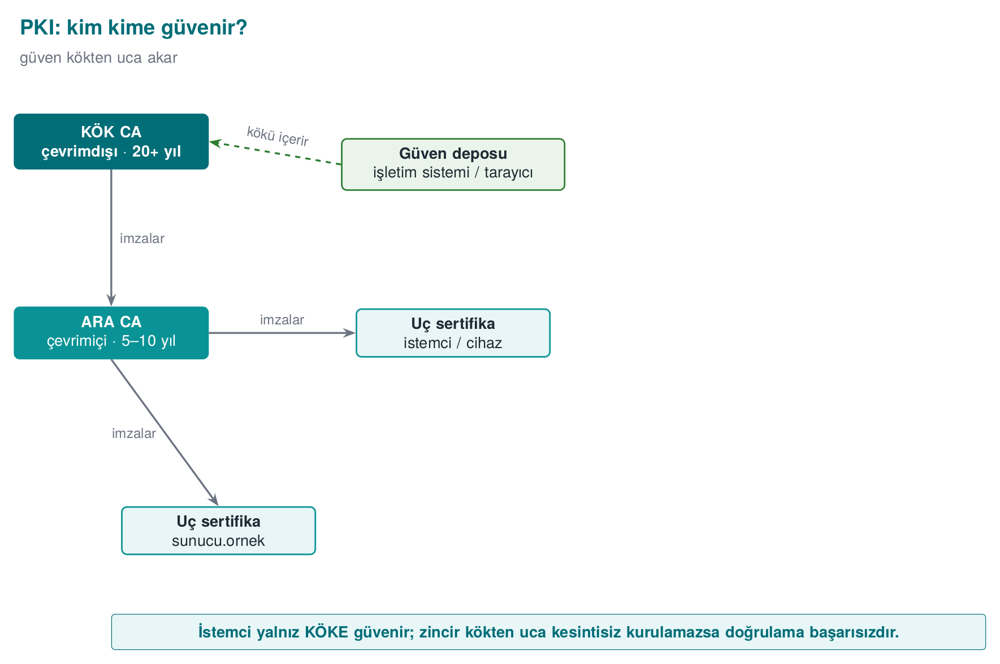 PKI: kim kime güvenir?
güven kökten uca akar
KÖK CA
çevrimdışı · 20+ yıl
kökü içerir
Güven deposu
işletim sistemi / tarayıcı
imzalar
ARA CA
çevrimiçi · 5–10 yıl
imzalar
Uç sertifika
istemci / cihaz
imzalar
Uç sertifika
sunucu.ornek
İstemci yalnız KÖKE güvenir; zincir kökten uca kesintisiz kurulamazsa doğrulama başarısızdır.